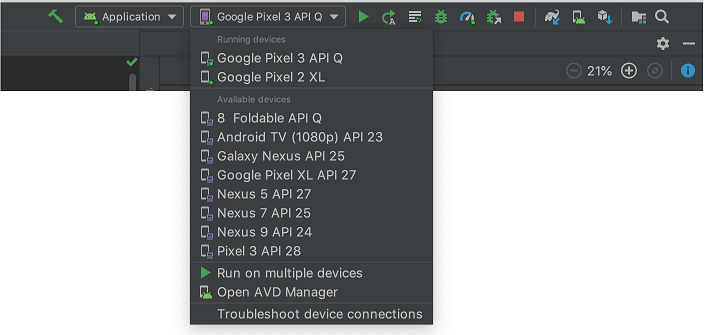 Application
Google Pixel 3 API Q
Running devices
Google Pixel 3 API Q
Google Pixel 2 XL
21%
Available devices
8 Foldable API Q
Android TV (1080p) API 23
Galaxy Nexus API 25
Google Pixel XL API 27
Nexus 5 API 27
Nexus 7 API 25
Nexus 9 API 24
Pixel 3 API 28
Run on multiple devices
Open AVD Manager
Troubleshoot device connections